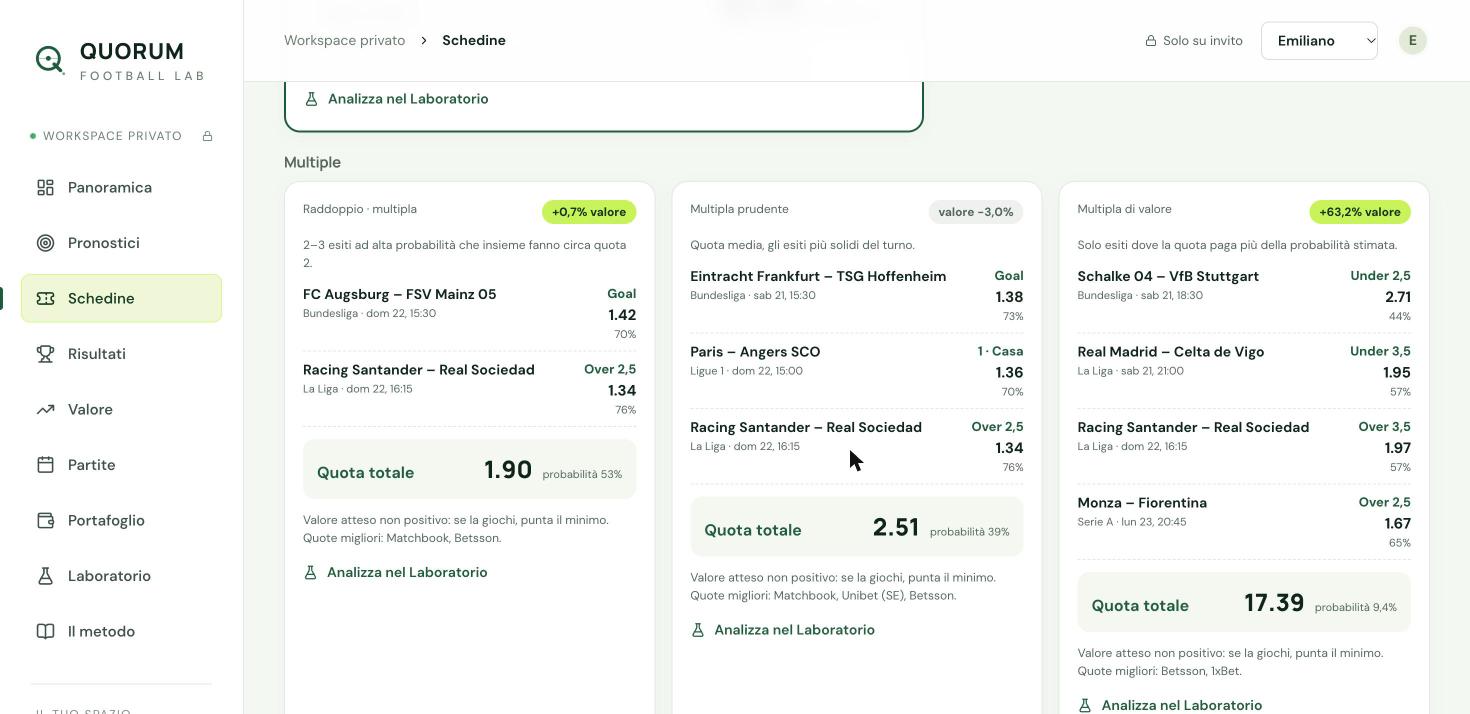 QUORUM
FOOTBALL LAB
WORKSPACE PRIVATO
Panoramica
Pronostici
Schedine
Risultati
Valore
Partite
Portafoglio
Laboratorio
Il metodo
IL TUO SPAZIO
Workspace privato > Schedine
Solo su invito
Emiliano
E
Analizza nel Laboratorio
Multiple
Raddoppio · multipla
+0,7% valore
2–3 esiti ad alta probabilità che insieme fanno circa quota
2.
FC Augsburg – FSV Mainz 05
Goal
Bundesliga · dom 22, 15:30
1.42
70%
Racing Santander – Real Sociedad
Over 2,5
La Liga · dom 22, 16:15
1.34
76%
Quota totale
1.90
probabilità 53%
Valore atteso non positivo: se la giochi, punta il minimo.
Quote migliori: Matchbook, Betsson.
Analizza nel Laboratorio
Multipla prudente
valore −3,0%
Quota media, gli esiti più solidi del turno.
Eintracht Frankfurt – TSG Hoffenheim
Goal
Bundesliga · sab 21, 15:30
1.38
73%
Paris – Angers SCO
1 · Casa
Ligue 1 · dom 22, 15:00
1.36
70%
Racing Santander – Real Sociedad
Over 2,5
La Liga · dom 22, 16:15
1.34
76%
Quota totale
2.51
probabilità 39%
Valore atteso non positivo: se la giochi, punta il minimo.
Quote migliori: Matchbook, Unibet (SE), Betsson.
Analizza nel Laboratorio
Multipla di valore
+63,2% valore
Solo esiti dove la quota paga più della probabilità stimata.
Schalke 04 – VfB Stuttgart
Under 2,5
Bundesliga · sab 21, 18:30
2.71
44%
Real Madrid – Celta de Vigo
Under 3,5
La Liga · sab 21, 21:00
1.95
57%
Racing Santander – Real Sociedad
Over 3,5
La Liga · dom 22, 16:15
1.97
57%
Monza – Fiorentina
Over 2,5
Serie A · lun 23, 20:45
1.67
65%
Quota totale
17.39
probabilità 9,4%
Valore atteso non positivo: se la giochi, punta il minimo.
Quote migliori: Betsson, 1xBet.
Analizza nel Laboratorio